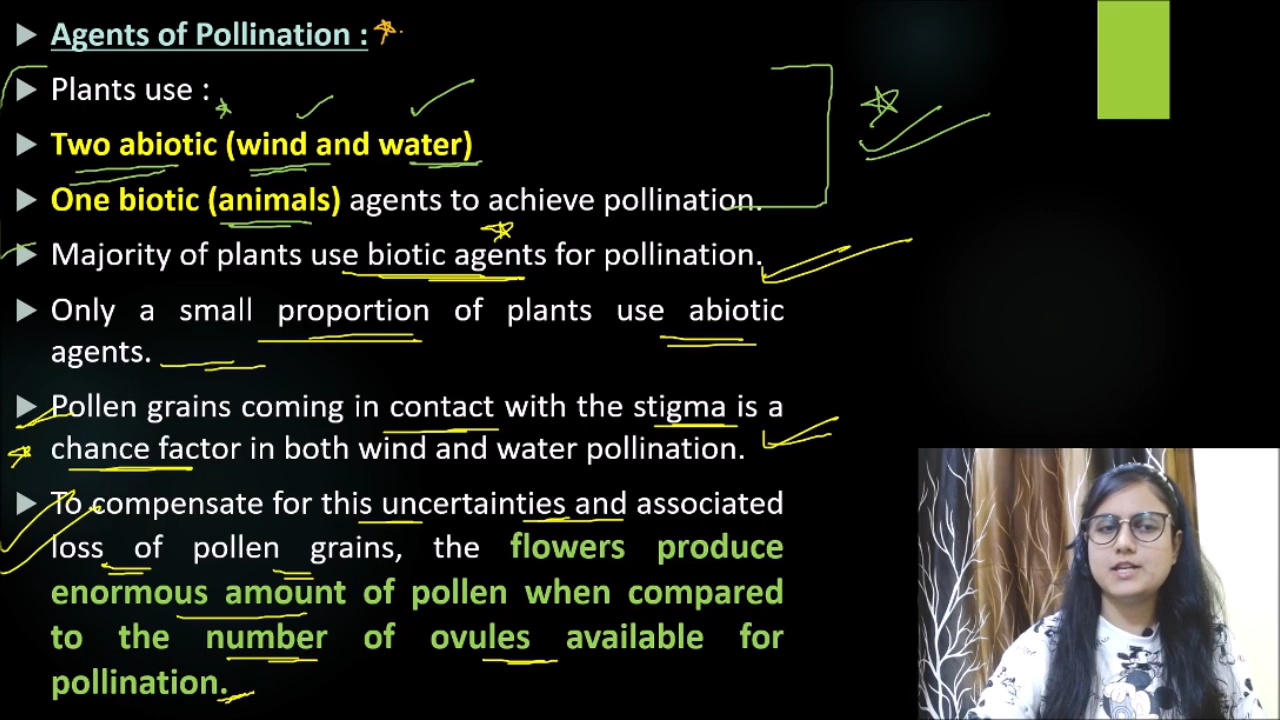 Agents of Pollination :
Plants use :
Two abiotic (wind and water)
One biotic (animals) agents to achieve pollination.
Majority of plants use biotic agents for pollination.
Only a small proportion of plants use abiotic
agents.
Pollen grains coming in contact with the stigma is a
chance factor in both wind and water pollination.
To compensate for this uncertainties and associated
loss of pollen grains, the flowers produce
enormous amount of pollen when compared
to the number of ovules available for
pollination.